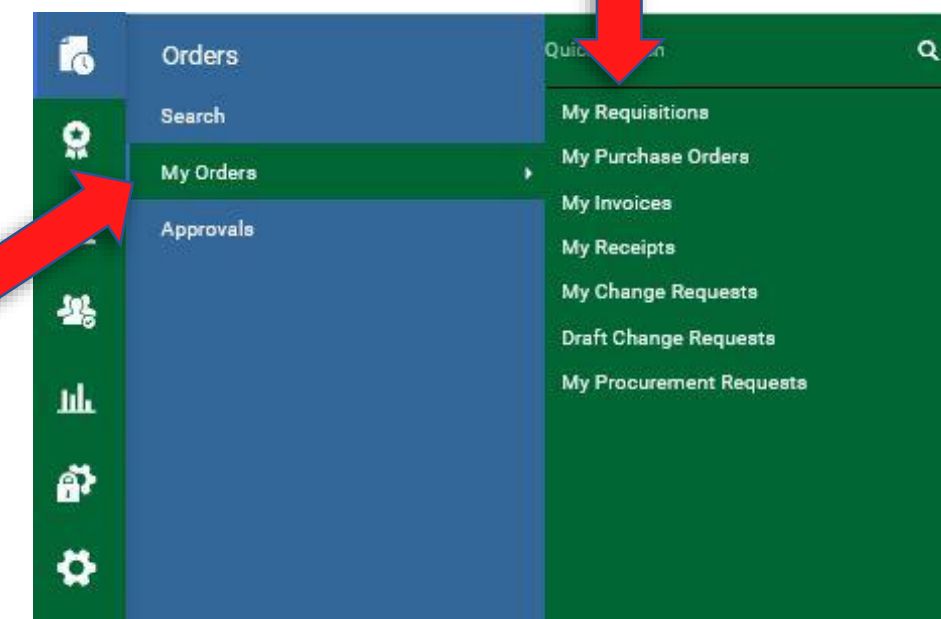 Orders
Search
My Orders
Approvals
My Requisitions
My Purchase Orders
My Invoices
My Receipts
My Change Requests
Draft Change Requests
My Procurement Requests